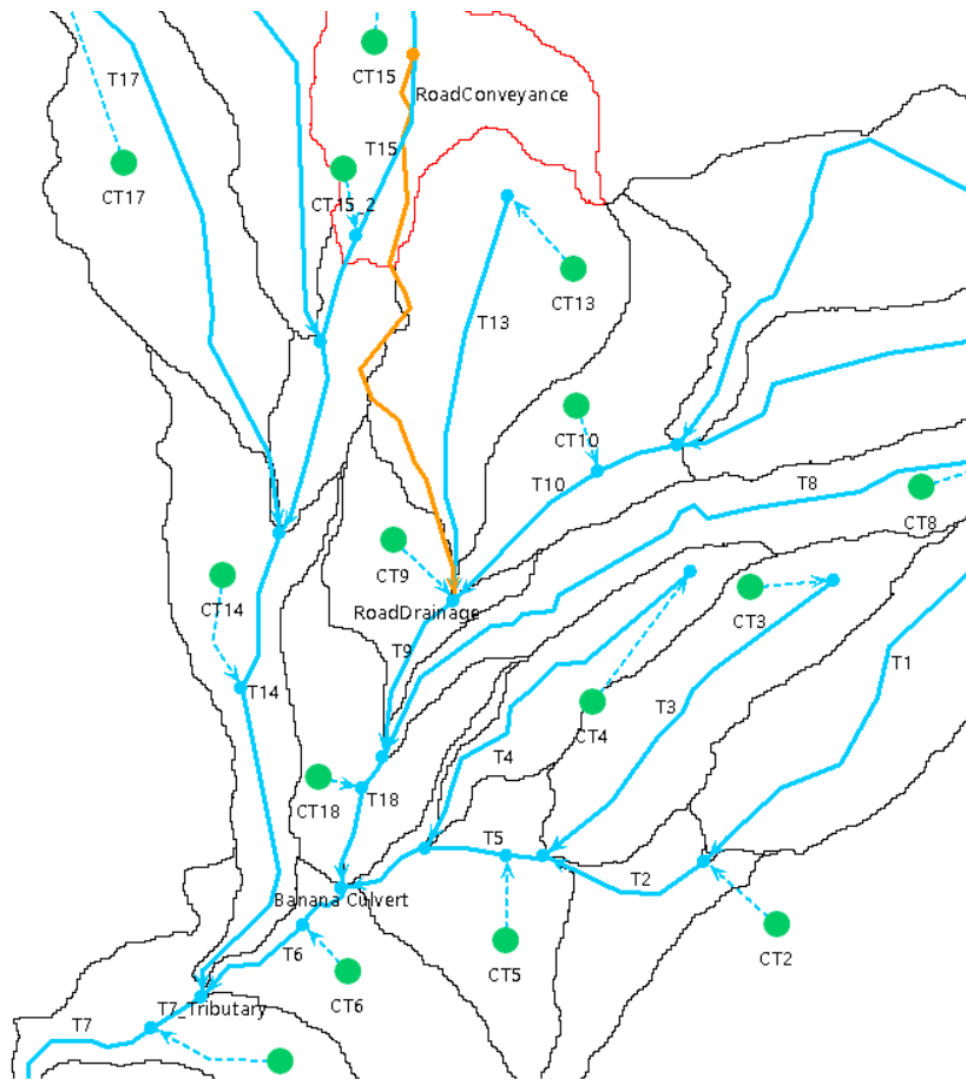 CT15
T17
RoadConveyance
T15
CT17
CT15_2
CT13
T13
CT10
T10
T8
CT8
CT9
CT14
RoadDrainage
CT3
T9
T1
T14
T3
CT4
T4
CT18
T18
T5
T2
Banana Culvert
T6
CT5
CT2
CT6
T7_Tributary
T7